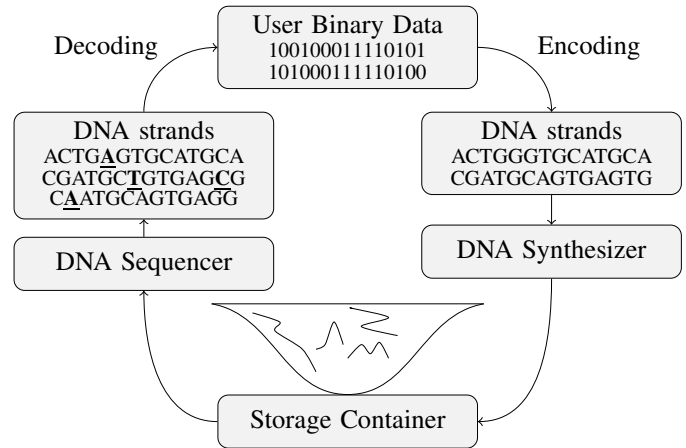 Decoding
User Binary Data
100100011110101
101000111110100
Encoding
DNA strands
ACTGAGTGCATGCA
CGATGCTGTGAGCG
CAATGCAGTGAGG
DNA strands
ACTGGGTGCATGCA
CGATGCAGTGAGTG
DNA Sequencer
DNA Synthesizer
Storage Container